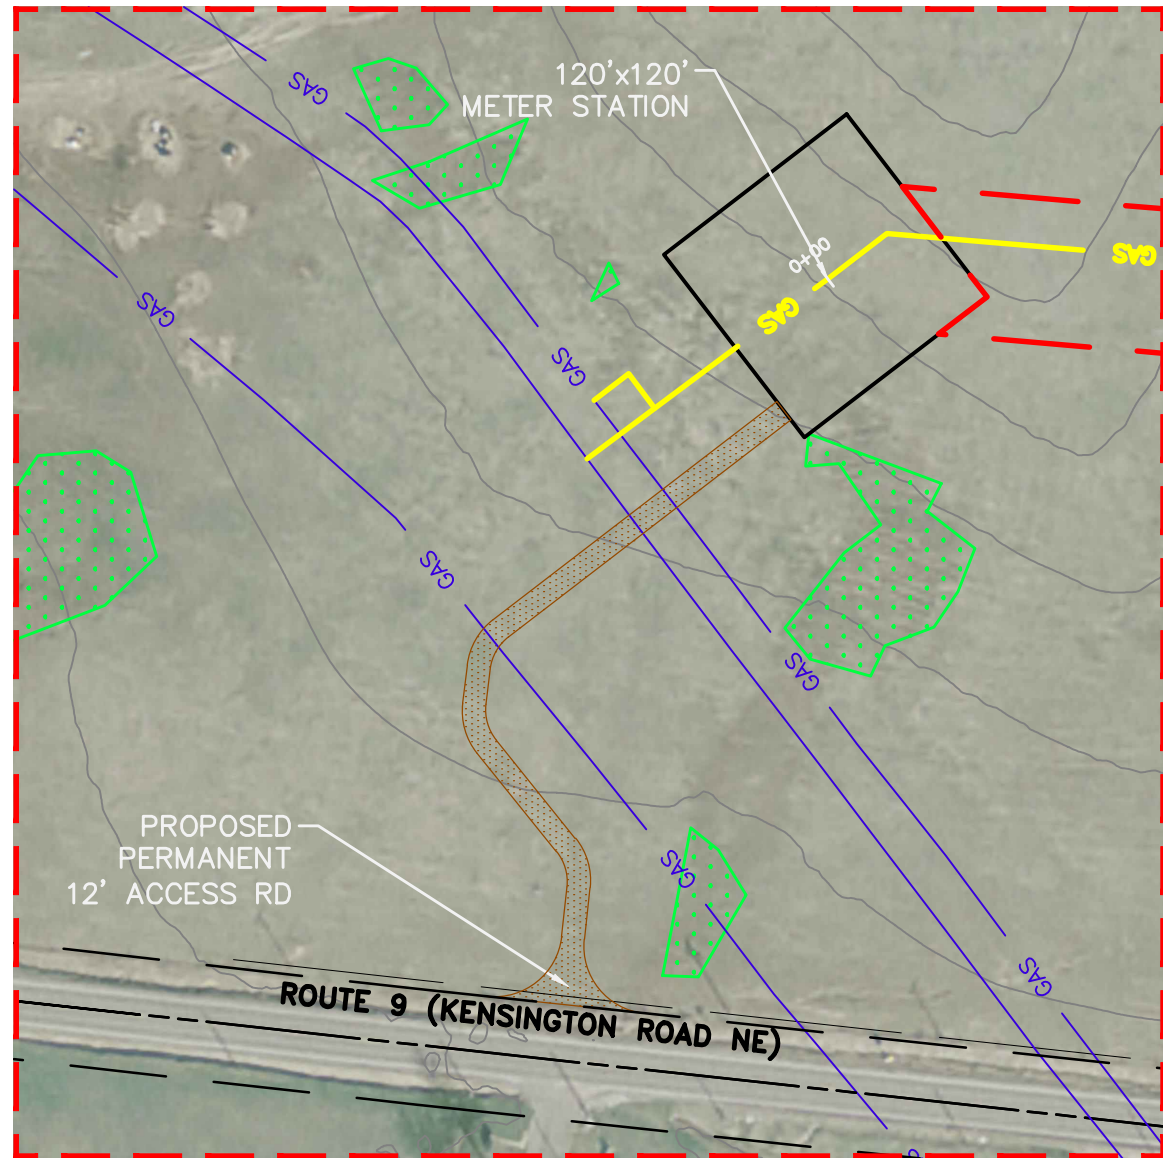 120'x120'
METER STATION
GAS
0+00
GAS
GAS
GAS
GAS
GAS
GAS
GAS
PROPOSED
PERMANENT
12' ACCESS RD
GAS
GAS
ROUTE 9 (KENSINGTON ROAD NE)